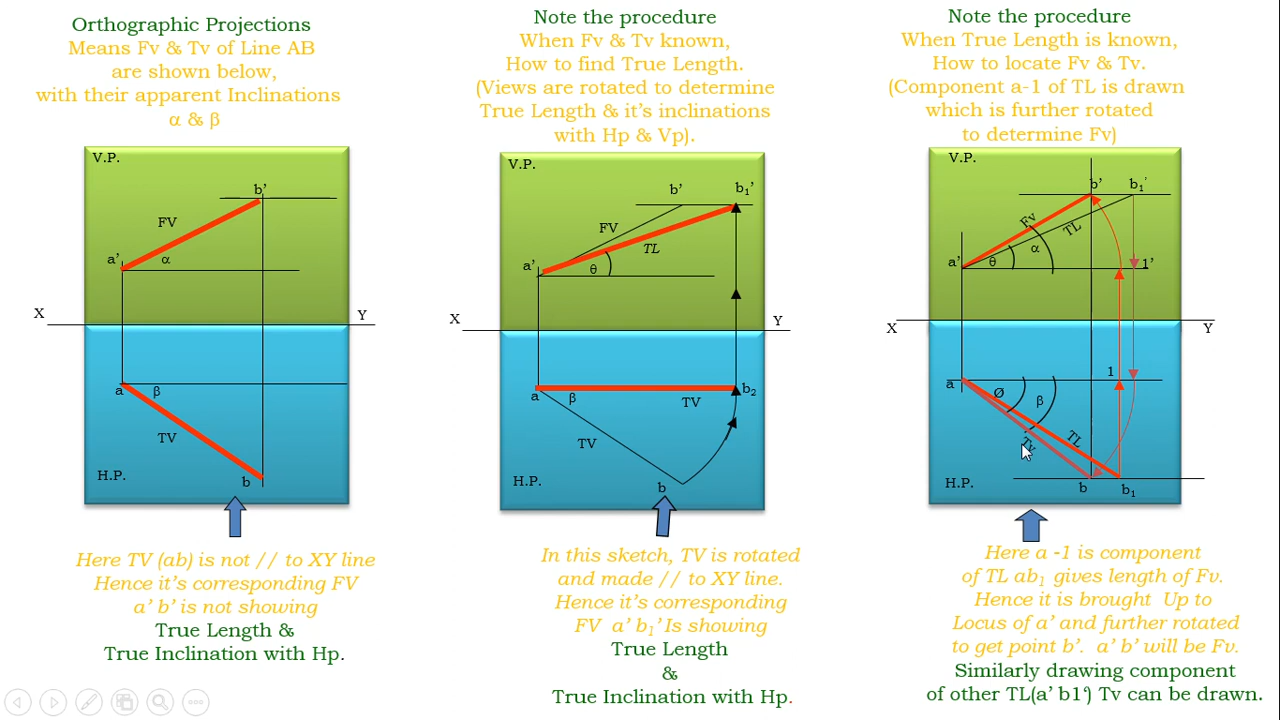 Orthographic Projections
Means Fv & Tv of Line AB
are shown below,
with their apparent Inclinations
α & β
V.P.
b’
FV
a’
α
X
Y
a
β
TV
H.P.
b
Here TV (ab) is not // to XY line
Hence it’s corresponding FV
a’ b’ is not showing
True Length &
True Inclination with Hp.
Note the procedure
When Fv & Tv known,
How to find True Length.
(Views are rotated to determine
True Length & it’s inclinations
with Hp & Vp).
V.P.
b’
b1’
FV
TL
a’
θ
X
Y
b2
a
β
TV
TV
H.P.
b
In this sketch, TV is rotated
and made // to XY line.
Hence it’s corresponding
FV a’ b1’ Is showing
True Length
&
True Inclination with Hp.
Note the procedure
When True Length is known,
How to locate Fv & Tv.
(Component a-1 of TL is drawn
which is further rotated
to determine Fv)
V.P.
b’
b1’
Fv
TL
α
a’
θ
1’
X
Y
1
a
Ø
β
TL
Tv
H.P.
b
b1
Here a -1 is component
of TL ab1 gives length of Fv.
Hence it is brought Up to
Locus of a’ and further rotated
to get point b’. a’ b’ will be Fv.
Similarly drawing component
of other TL(a’ b1‘) Tv can be drawn.